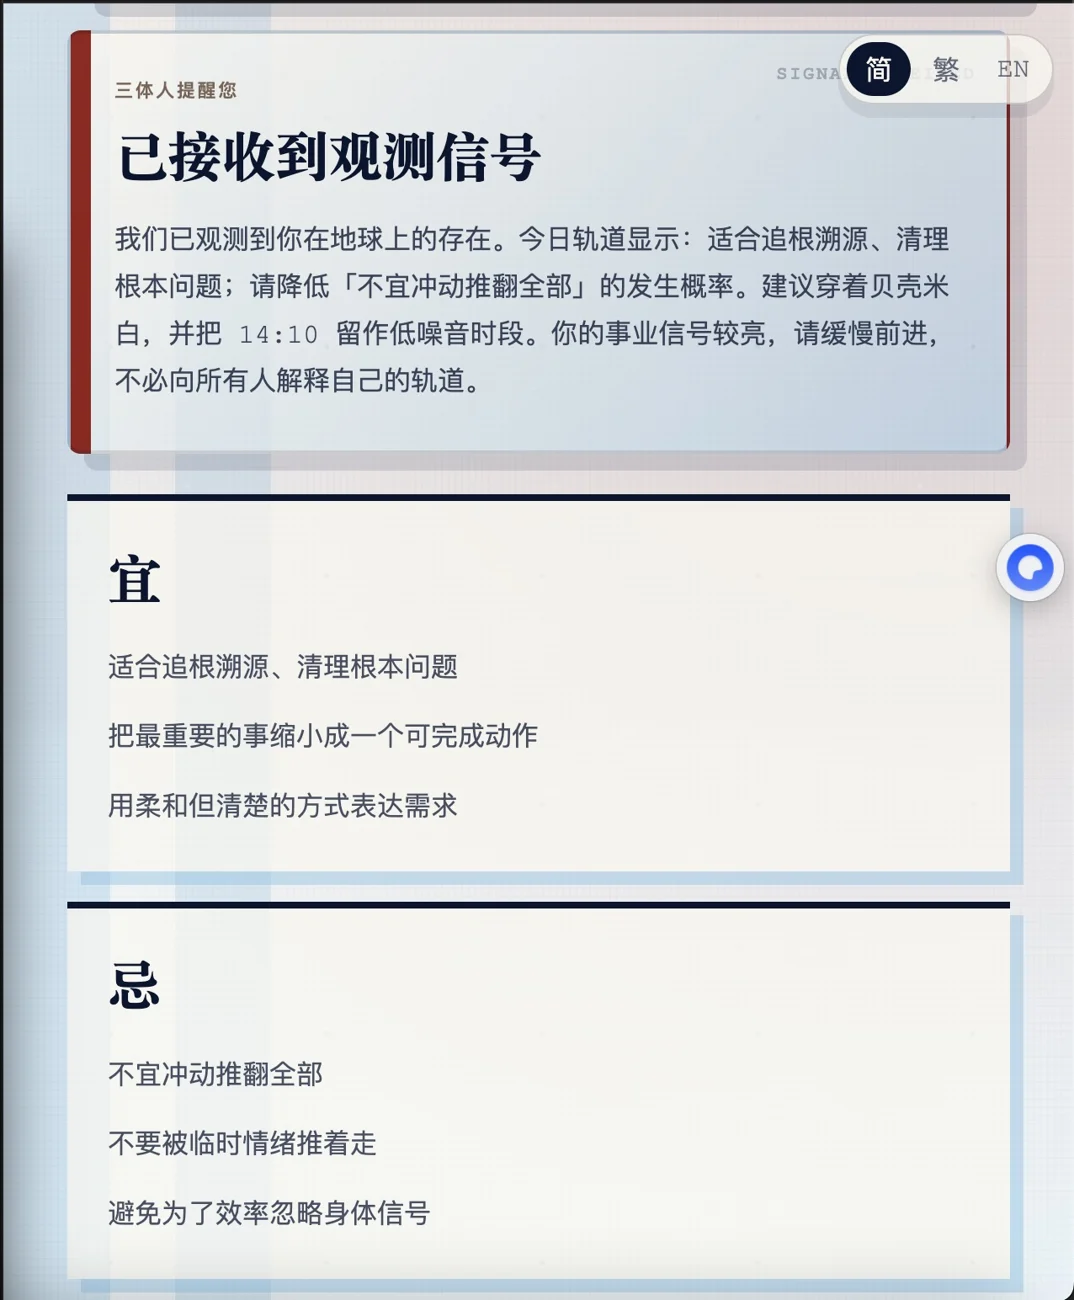 三体人提醒您
简 繁 EN
已接收到观测信号
我们已观测到你在地球上的存在。今日轨道显示：适合追根溯源、清理
根本问题；请降低「不宜冲动推翻全部」的发生概率。建议穿着贝壳米
白，并把 14:10 留作低噪音时段。你的事业信号较亮，请缓慢前进，
不必向所有人解释自己的轨道。
宜
适合追根溯源、清理根本问题
把最重要的事缩小成一个可完成动作
用柔和但清楚的方式表达需求
忌
不宜冲动推翻全部
不要被临时情绪推着走
避免为了效率忽略身体信号